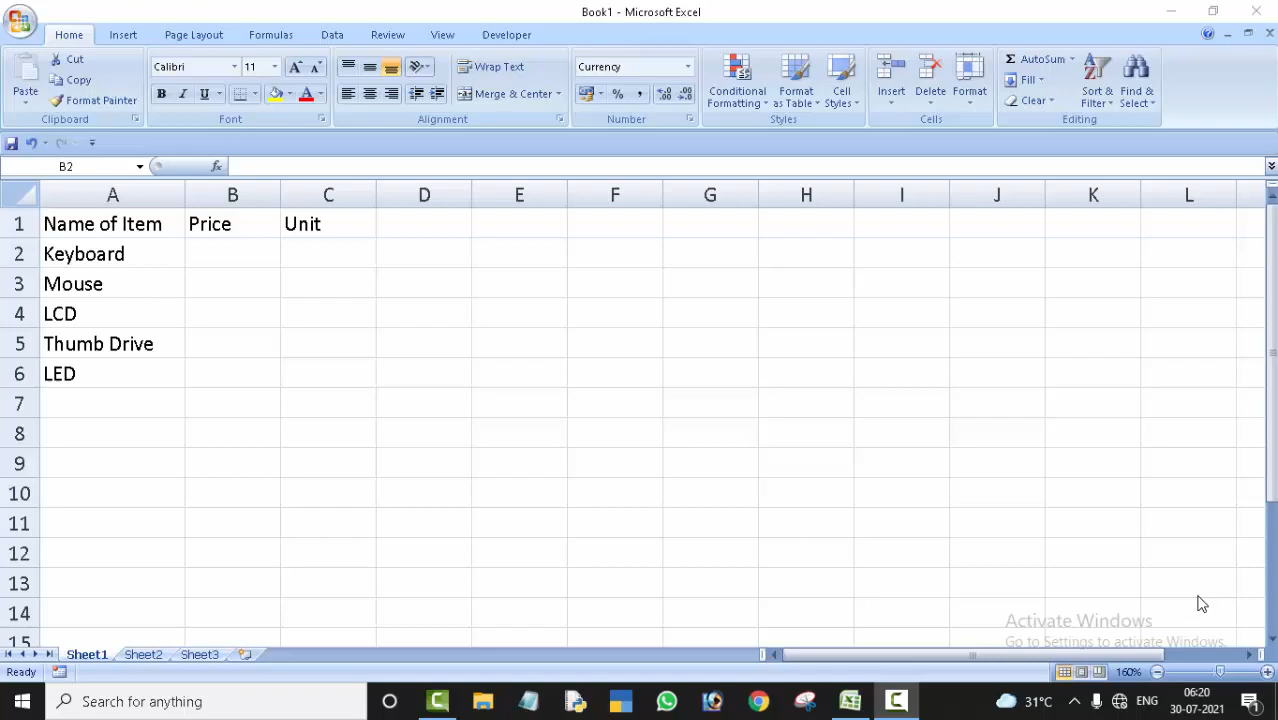 Book1 - Microsoft Excel
Home Insert Page Layout Formulas Data Review View Developer
Paste
Cut
Copy
Format Painter
Clipboard
Calibri 11 A A
B I U A
Font
Wrap Text
Merge & Center
Alignment
Currency
% ,
Number
Conditional Formatting
Format as Table
Cell Styles
Styles
Insert
Delete
Format
Cells
Σ AutoSum
Fill
Clear
Sort & Filter
Find & Select
Editing
B2 fx
A B C D E F G H I J K L
1 Name of Item Price Unit
2 Keyboard
3 Mouse
4 LCD
5 Thumb Drive
6 LED
7
8
9
10
11
12
13
14
15
Activate Windows
Go to Settings to activate Windows.
Sheet1 Sheet2 Sheet3
Ready 160%
Search for anything
31°C ENG
06:20
30-07-2021
1